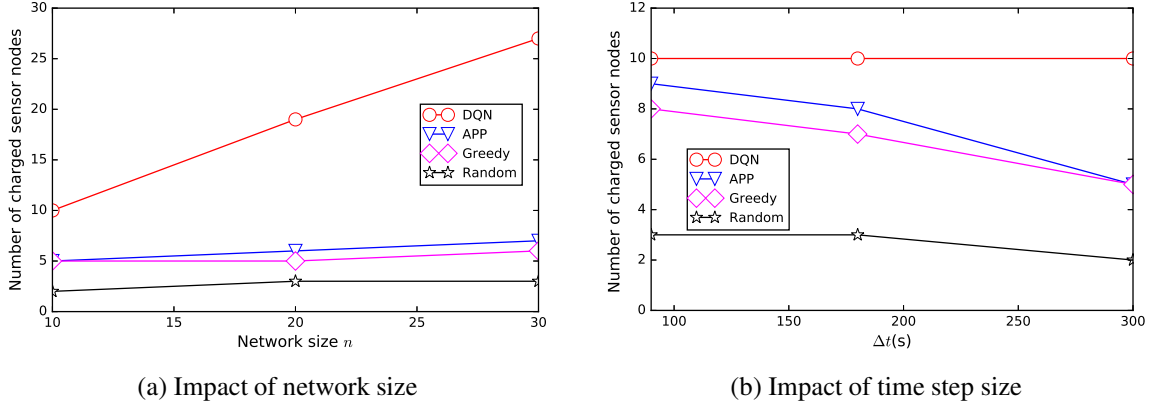 30
25
20
15
10
5
0
Number of charged sensor nodes
DQN
APP
Greedy
Random
10 15 20 25 30
Network size n
(a) Impact of network size
12
10
8
6
4
2
0
Number of charged sensor nodes
DQN
APP
Greedy
Random
100 150 200 250 300
Δt(s)
(b) Impact of time step size